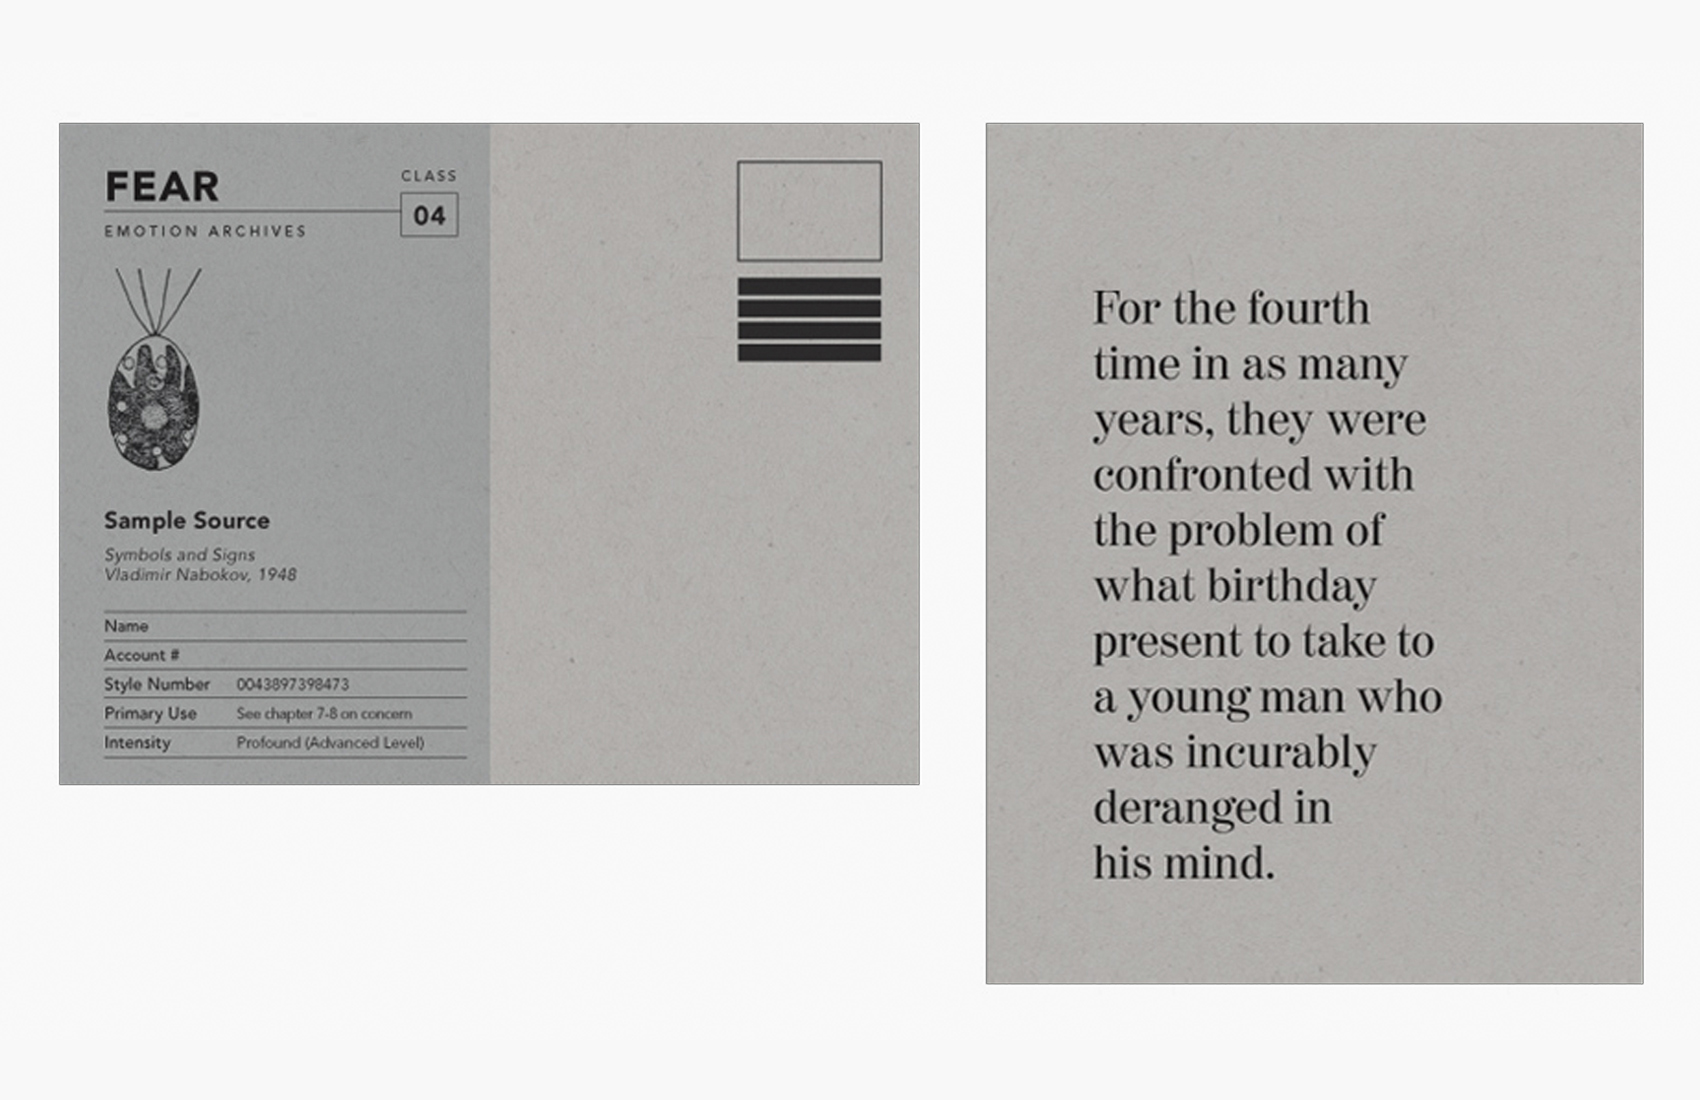 FEAR
CLASS
04
EMOTION ARCHIVES
Sample Source
Symbols and Signs
Vladimir Nabokov, 1948
Name
Account #
Style Number 0043897398473
Primary Use See chapter 7-8 on concern
Intensity Profound (Advanced Level)
For the fourth
time in as many
years, they were
confronted with
the problem of
what birthday
present to take to
a young man who
was incurably
deranged in
his mind.